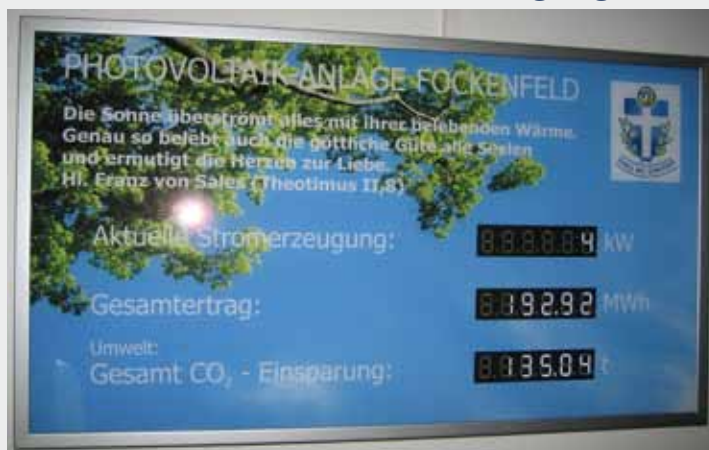 PHOTOVOLTAIK-ANLAGE FOCKENFELD
Die Sonne überströmt alles mit ihrer belebenden Wärme.
Genau so belebt auch die göttliche Güte alle Seelen
und ermutigt die Herzen zur Liebe.
Hl. Franz von Sales (Theotimus II,8)
Aktuelle Stromerzeugung: 4 kW
Gesamtertrag: 192.92 MWh
Umwelt:
Gesamt CO₂ - Einsparung: 135.04 t